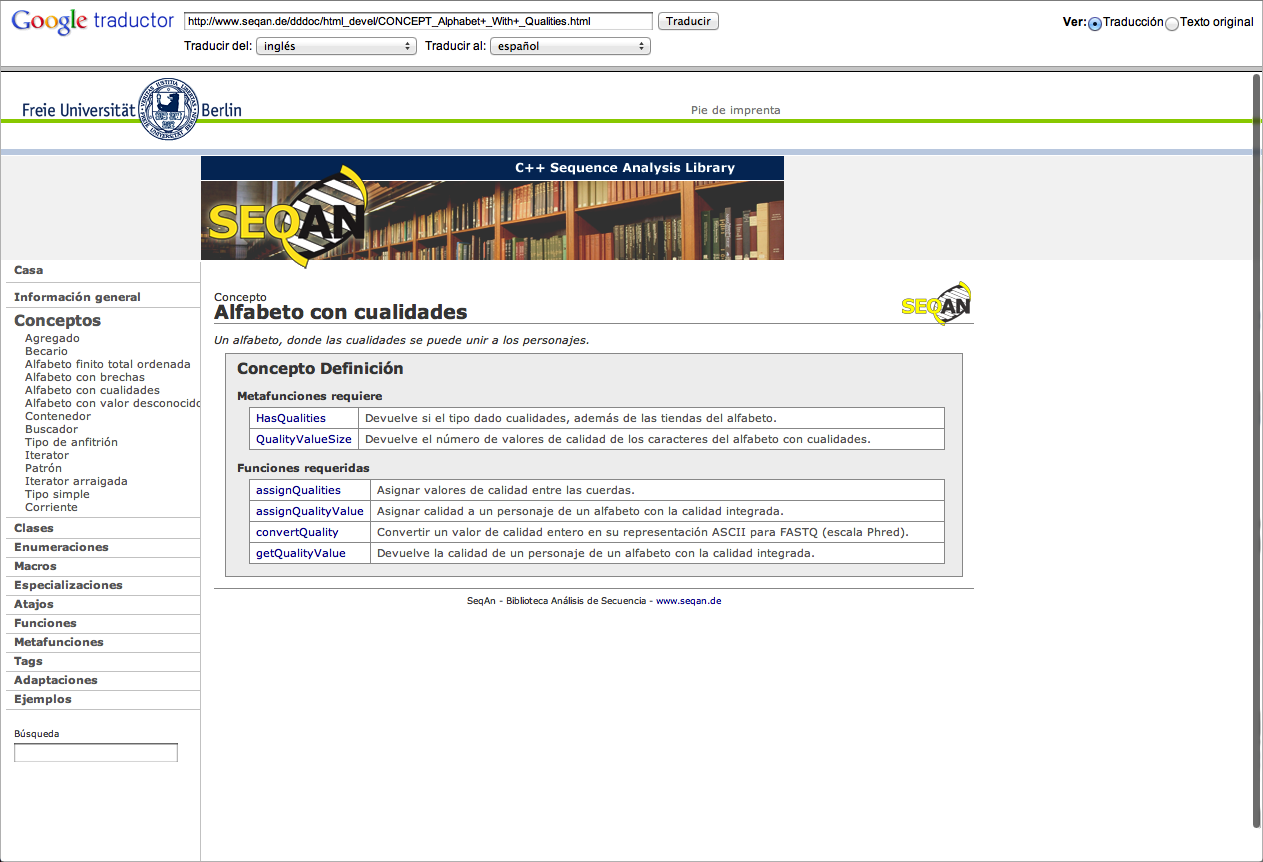 Google traductor
http://www.seqan.de/dddoc/html_devel/CONCEPT_Alphabet+_With+_Qualities.html
Traducir
Ver: Traducción Texto original
Traducir del: inglés Traducir al: español
Freie Universität Berlin
Pie de imprenta
C++ Sequence Analysis Library
SEQAN
Casa
Información general
Conceptos
Agregado
Becario
Alfabeto finito total ordenada
Alfabeto con brechas
Alfabeto con cualidades
Alfabeto con valor desconocido
Contenedor
Buscador
Tipo de anfitrión
Iterator
Patrón
Iterator arraigada
Tipo simple
Corriente
Clases
Enumeraciones
Macros
Especializaciones
Atajos
Funciones
Metafunciones
Tags
Adaptaciones
Ejemplos
Búsqueda
Concepto
Alfabeto con cualidades
SEQAN
Un alfabeto, donde las cualidades se puede unir a los personajes.
Concepto Definición
Metafunciones requiere
HasQualities Devuelve si el tipo dado cualidades, además de las tiendas del alfabeto.
QualityValueSize Devuelve el número de valores de calidad de los caracteres del alfabeto con cualidades.
Funciones requeridas
assignQualities Asignar valores de calidad entre las cuerdas.
assignQualityValue Asignar calidad a un personaje de un alfabeto con la calidad integrada.
convertQuality Convertir un valor de calidad entero en su representación ASCII para FASTQ (escala Phred).
getQualityValue Devuelve la calidad de un personaje de un alfabeto con la calidad integrada.
SeqAn - Biblioteca Análisis de Secuencia - www.seqan.de